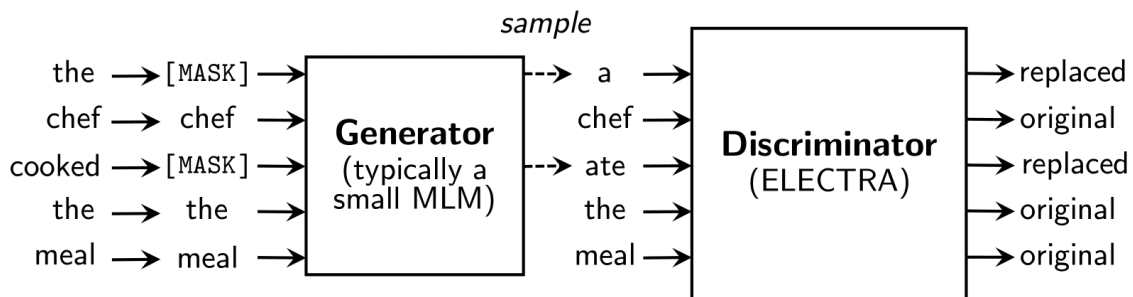 sample
the [MASK] a replaced
chef chef chef original
cooked [MASK] ate replaced
the the the original
meal meal meal original
Generator
(typically a
small MLM)
Discriminator
(ELECTRA)